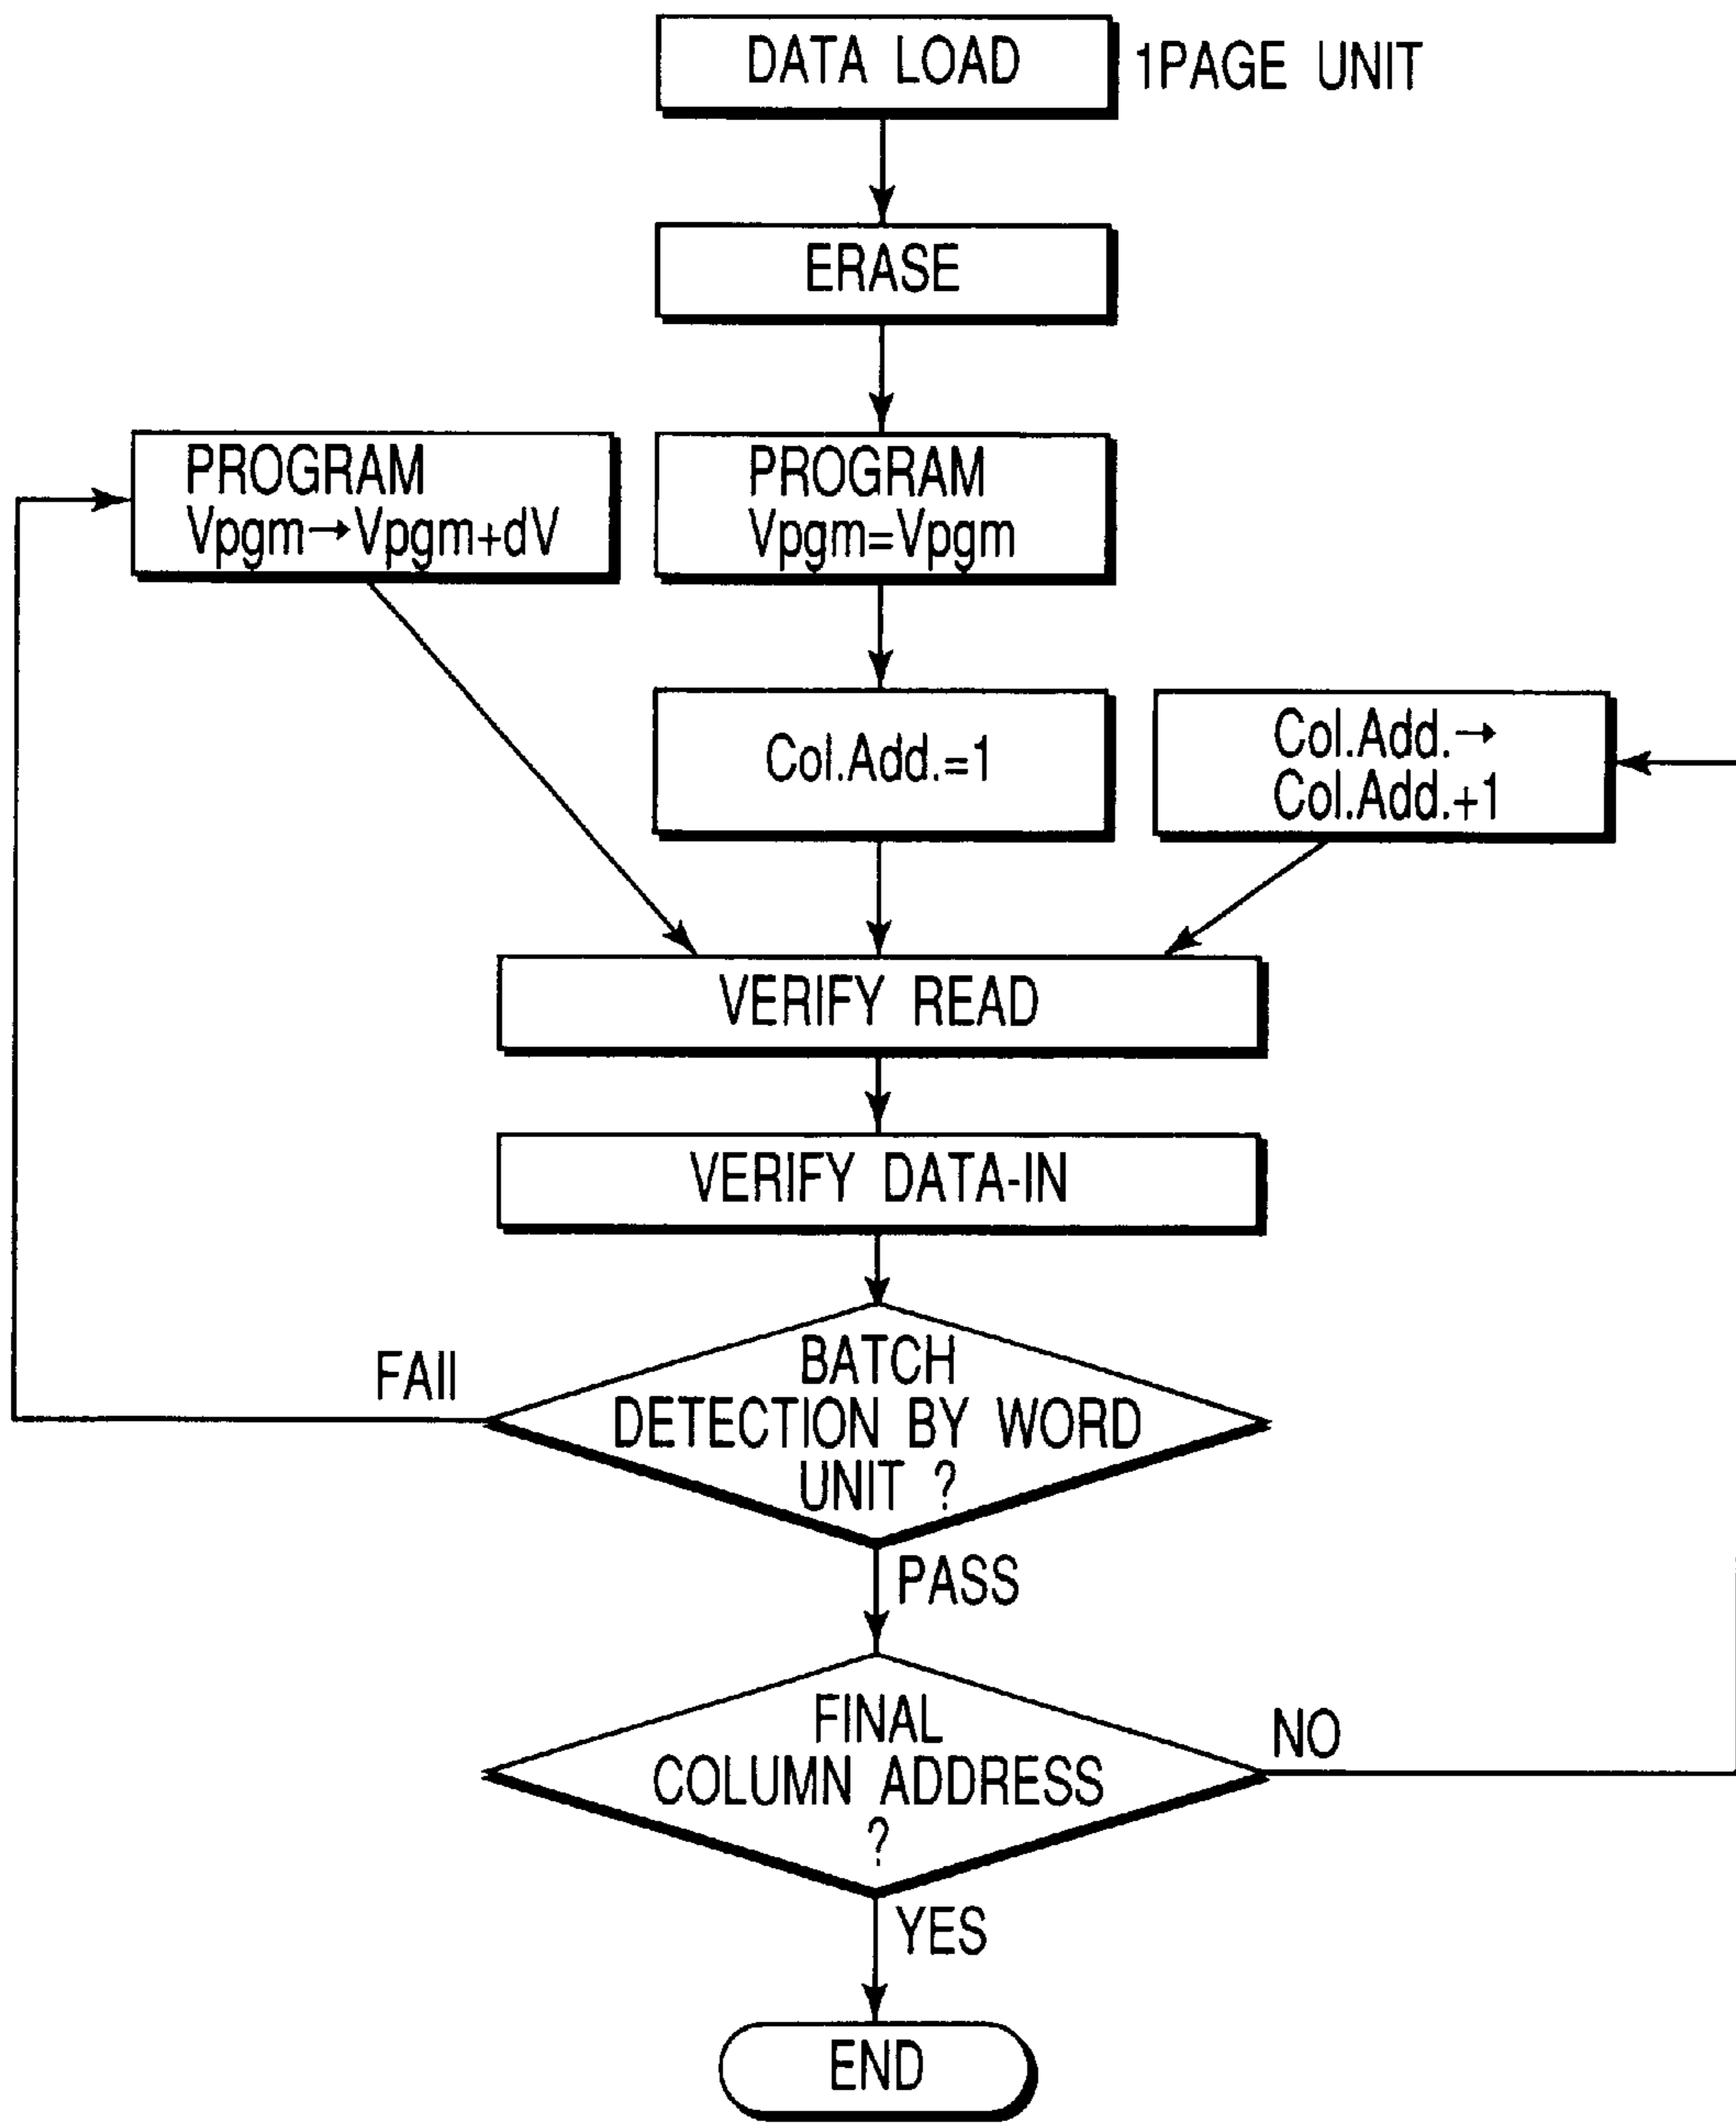 DATA LOAD
1PAGE UNIT
ERASE
PROGRAM
Vpgm→Vpgm+dV
PROGRAM
Vpgm=Vpgm
Col.Add.=1
Col.Add.→
Col.Add.+1
VERIFY READ
VERIFY DATA-IN
BATCH
DETECTION BY WORD
UNIT ?
FAIl
PASS
FINAL
COLUMN ADDRESS
?
NO
YES
END